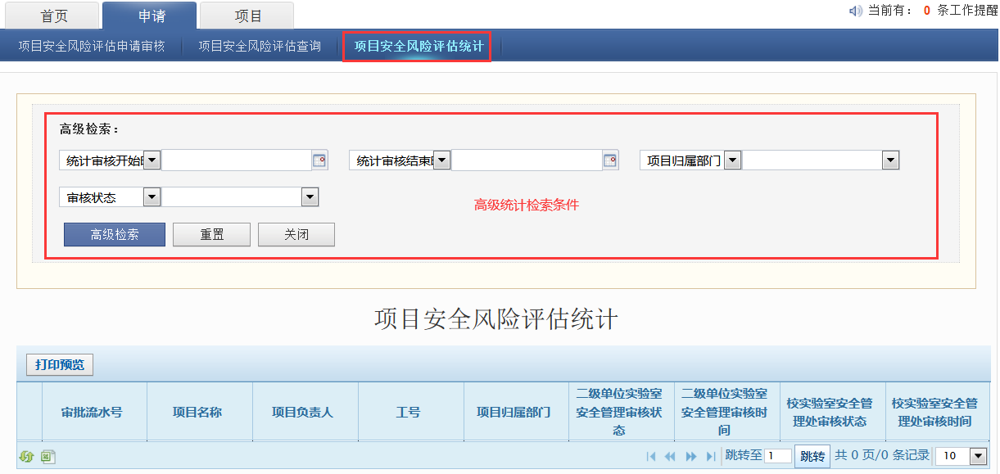 首页 申请 项目 当前有： 0 条工作提醒
项目安全风险评估申请审核 项目安全风险评估查询 项目安全风险评估统计
高级检索：
统计审核开始 统计审核结束 项目归属部门
审核状态
高级统计检索条件
高级检索 重置 关闭
项目安全风险评估统计
打印预览
审批流水号 项目名称 项目负责人 工号 项目归属部门 二级单位实验室安全管理审核状态 二级单位实验室安全管理审核时间 校实验室安全管理处审核状态 校实验室安全管理处审核时间
跳转至 1 跳转 共 0 页/0 条记录 10